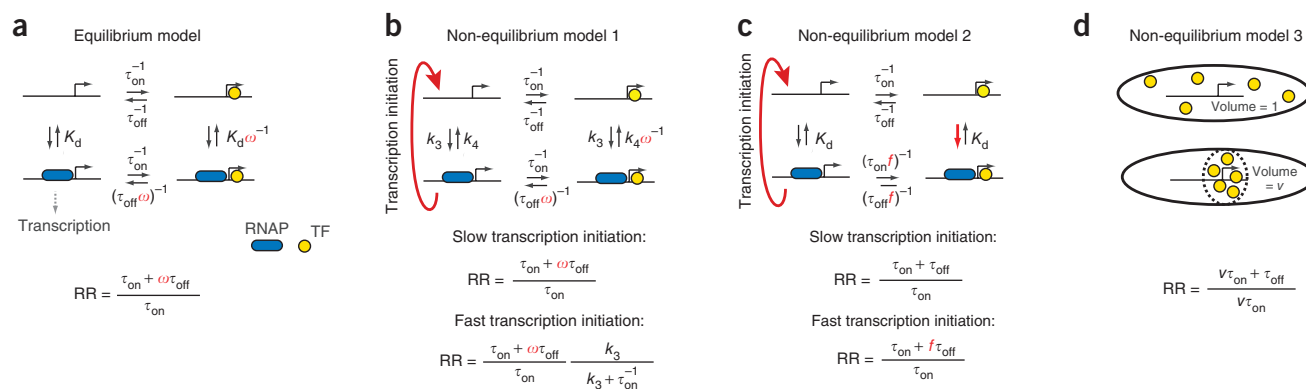 a
Equilibrium model
τ_on^-1
τ_off^-1
K_d
K_dω^-1
τ_on^-1
(τ_offω)^-1
Transcription
RNAP
TF
RR = (τ_on + ωτ_off) / τ_on
b
Non-equilibrium model 1
Transcription initiation
τ_on^-1
τ_off^-1
k_3
k_4
k_3
k_4ω^-1
τ_on^-1
(τ_offω)^-1
Slow transcription initiation:
RR = (τ_on + ωτ_off) / τ_on
Fast transcription initiation:
RR = (τ_on + ωτ_off) / τ_on k_3 / (k_3 + τ_on^-1)
c
Non-equilibrium model 2
Transcription initiation
τ_on^-1
τ_off^-1
K_d
K_d
(τ_on f)^-1
(τ_off f)^-1
Slow transcription initiation:
RR = (τ_on + τ_off) / τ_on
Fast transcription initiation:
RR = (τ_on + fτ_off) / τ_on
d
Non-equilibrium model 3
Volume = 1
Volume
= v
RR = (vτ_on + τ_off) / vτ_on